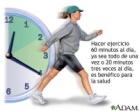 Hacer ejercicio
60 minutos al día,
ya sea todo de una
vez o 20 minutos
tres veces al día,
es benéfico para
la salud
ADAM.